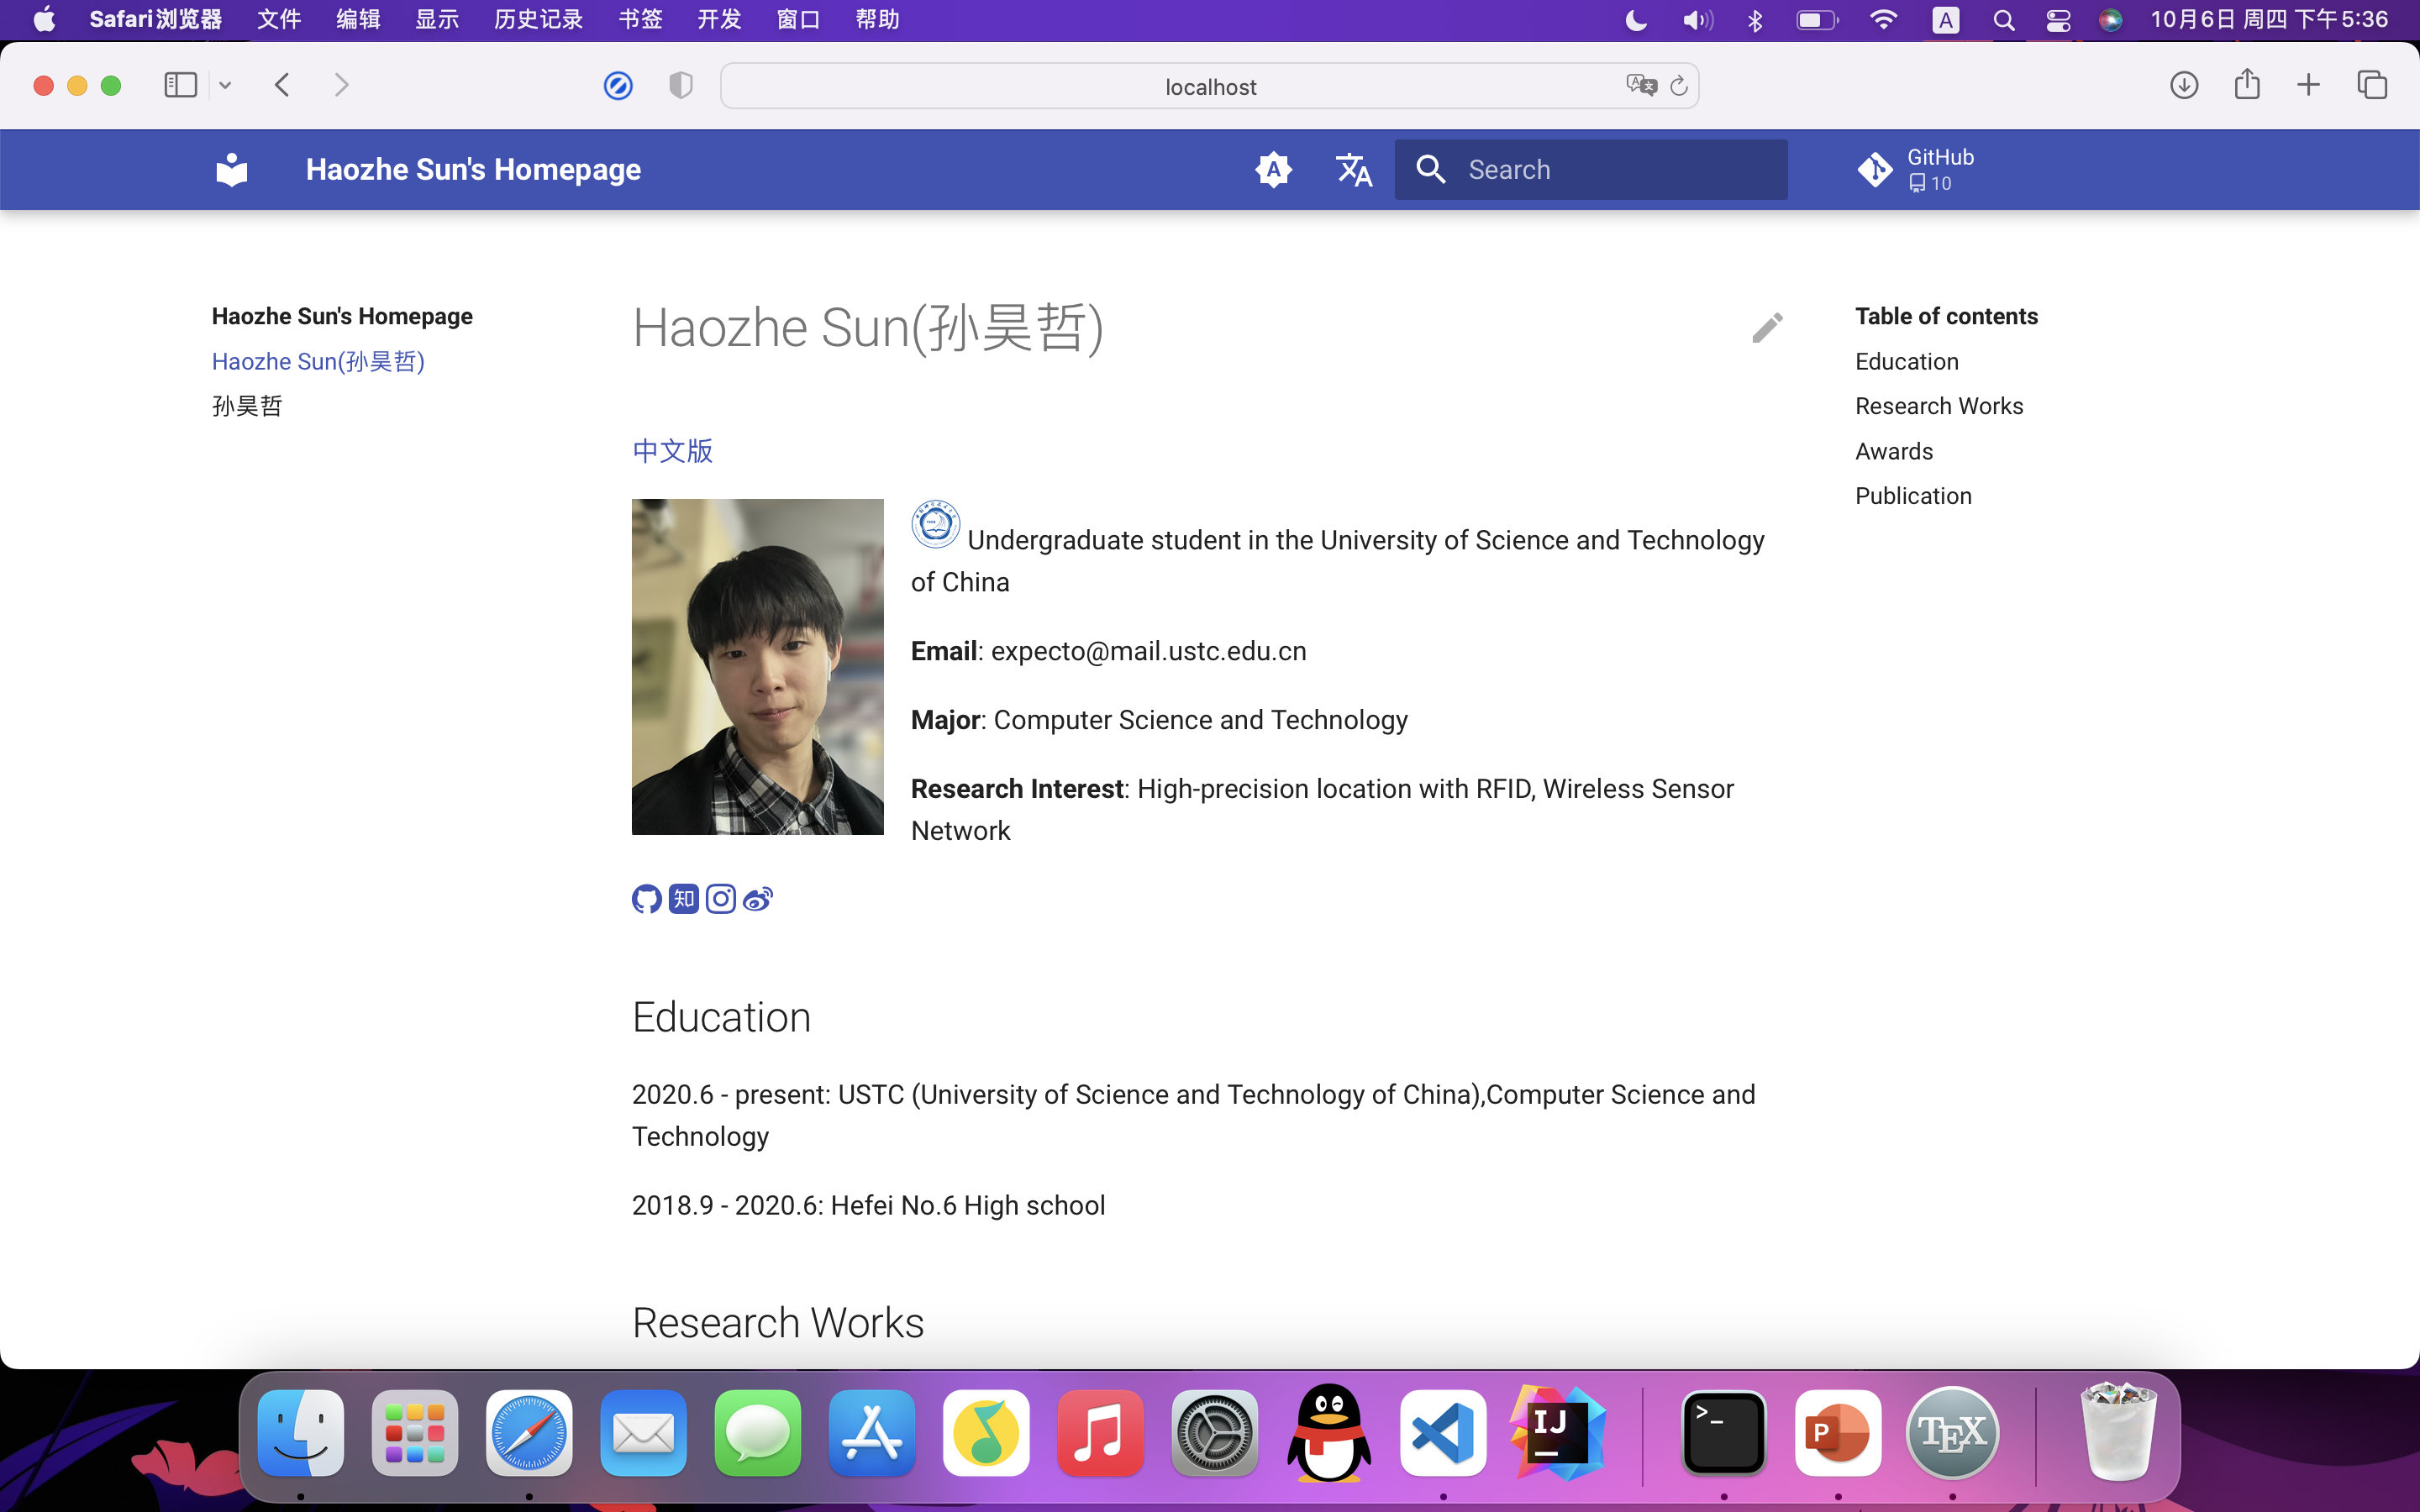 Safari浏览器 文件 编辑 显示 历史记录 书签 开发 窗口 帮助 A 10月6日 周四 下午5:36
localhost
Haozhe Sun's Homepage
A
Search
GitHub
10
Haozhe Sun's Homepage
Haozhe Sun(孙昊哲)
孙昊哲
Haozhe Sun(孙昊哲)
中文版
Undergraduate student in the University of Science and Technology
of China
Email: expecto@mail.ustc.edu.cn
Major: Computer Science and Technology
Research Interest: High-precision location with RFID, Wireless Sensor
Network
知
Education
2020.6 - present: USTC (University of Science and Technology of China),Computer Science and
Technology
2018.9 - 2020.6: Hefei No.6 High school
Research Works
Table of contents
Education
Research Works
Awards
Publication
IJ
>_
P
TEX